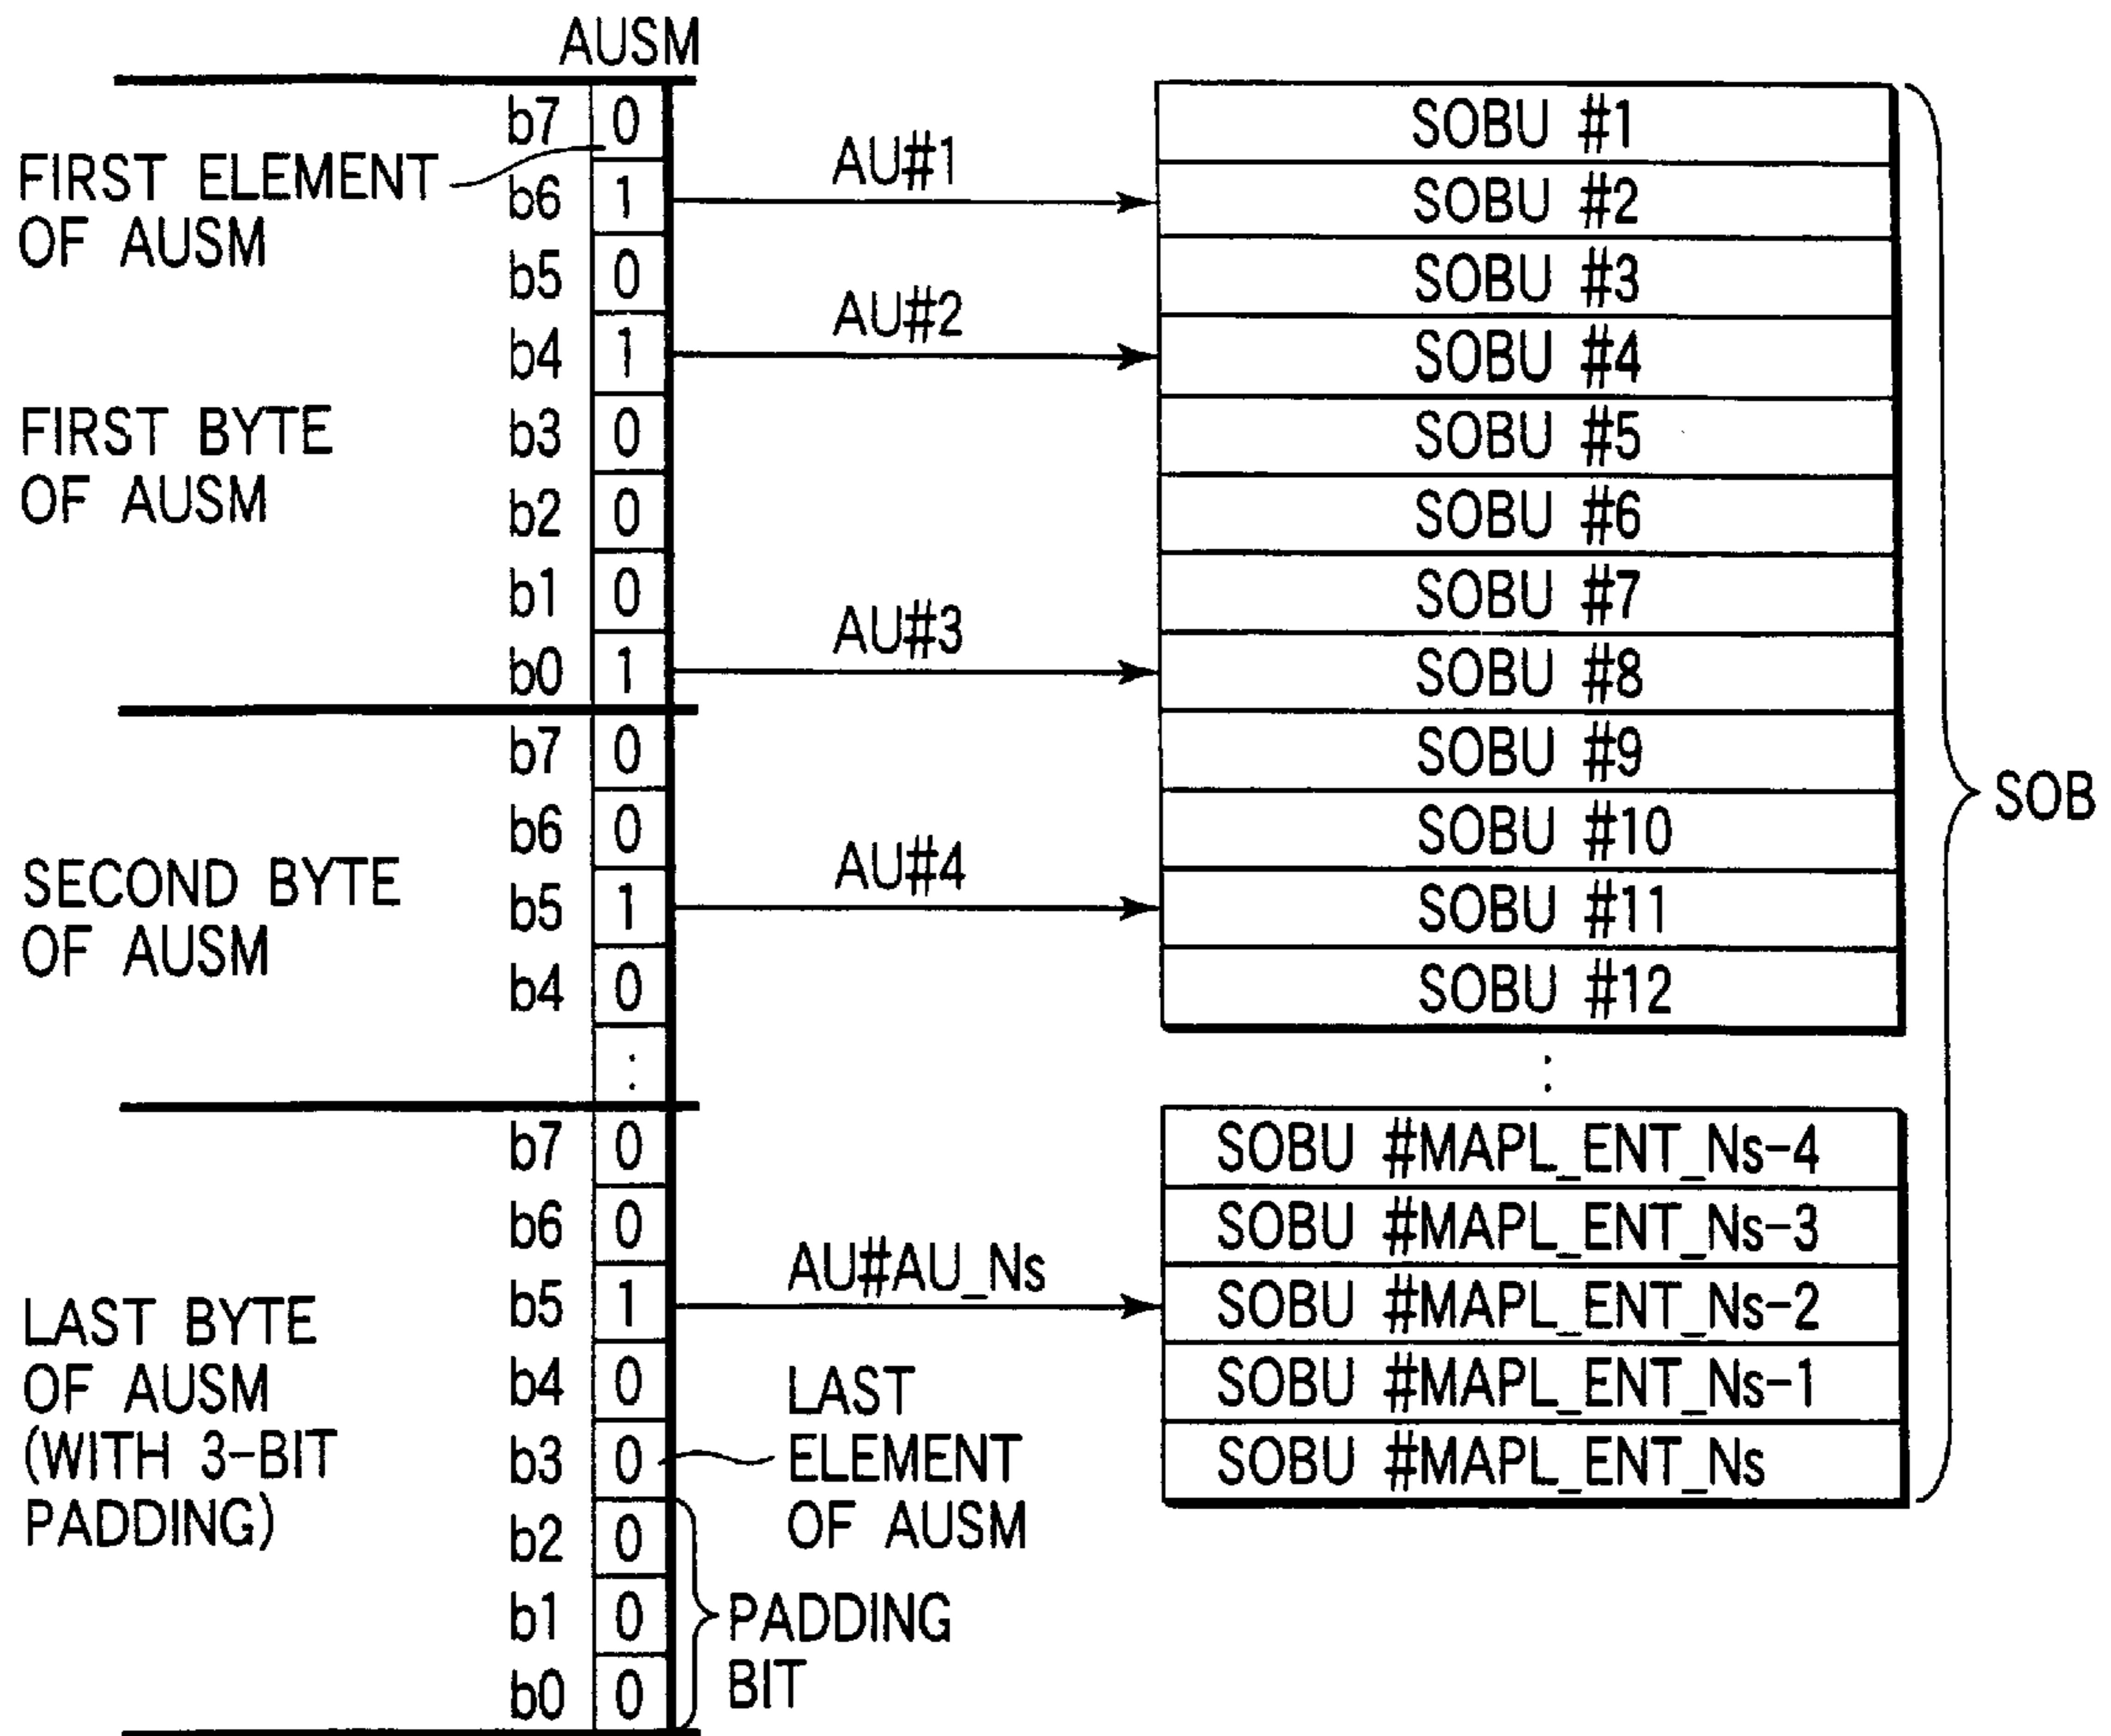 AUSM
b7 0 SOBU #1
FIRST ELEMENT
OF AUSM
b6 1 AU#1 SOBU #2
b5 0 SOBU #3
b4 1 AU#2 SOBU #4
FIRST BYTE
OF AUSM
b3 0 SOBU #5
b2 0 SOBU #6
b1 0 SOBU #7
b0 1 AU#3 SOBU #8
b7 0 SOBU #9
SOB
b6 0 SOBU #10
SECOND BYTE
OF AUSM
b5 1 AU#4 SOBU #11
b4 0 SOBU #12
: :
b7 0 SOBU #MAPL_ENT_Ns-4
b6 0 SOBU #MAPL_ENT_Ns-3
b5 1 AU#AU_Ns SOBU #MAPL_ENT_Ns-2
LAST BYTE
OF AUSM
(WITH 3-BIT
PADDING)
b4 0 SOBU #MAPL_ENT_Ns-1
b3 0 SOBU #MAPL_ENT_Ns
LAST
ELEMENT
OF AUSM
b2 0
b1 0
b0 0
PADDING
BIT